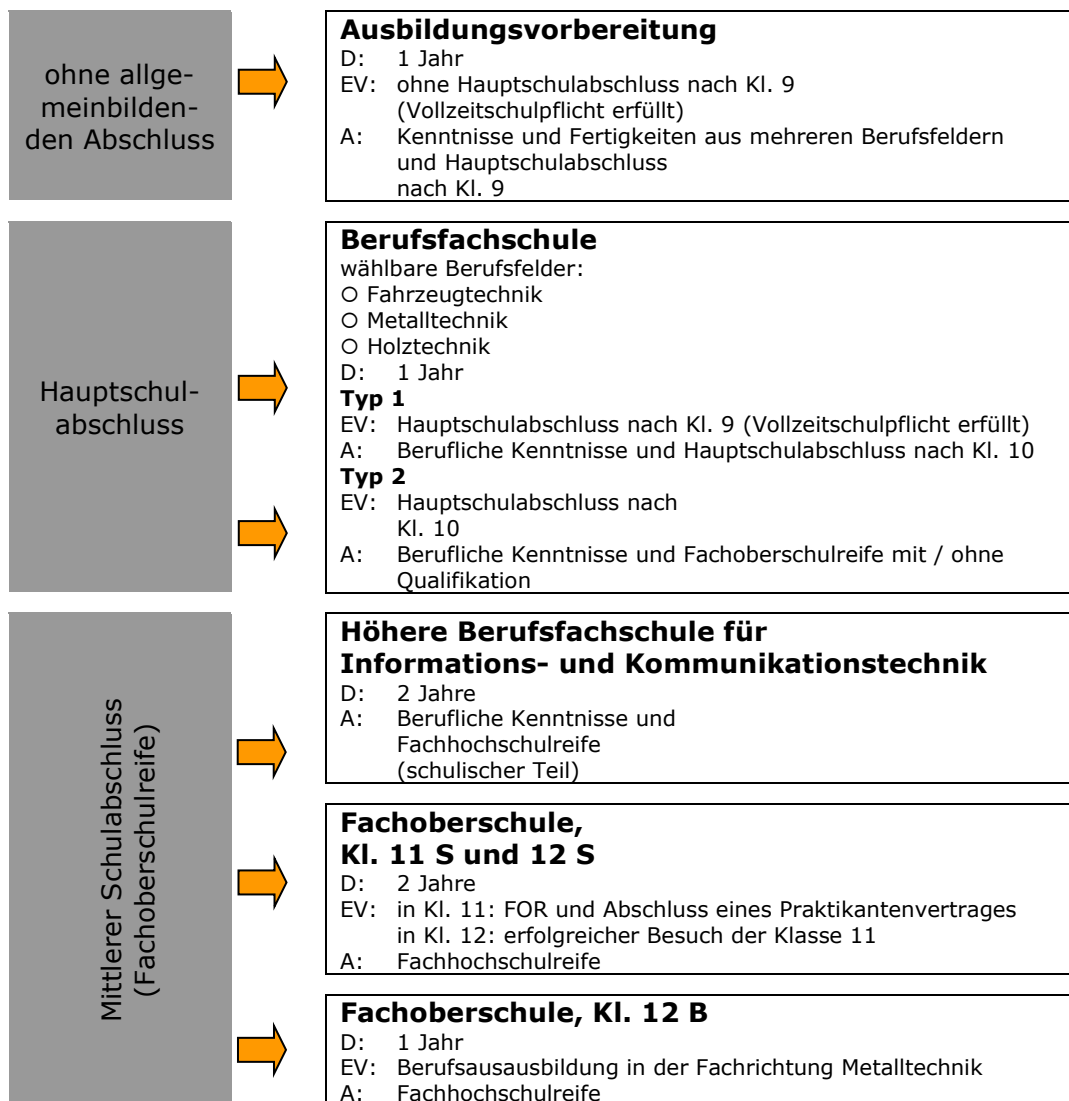 ohne allge-
meinbilden-
den Abschluss
Ausbildungsvorbereitung
D: 1 Jahr
EV: ohne Hauptschulabschluss nach Kl. 9
(Vollzeitschulpflicht erfüllt)
A: Kenntnisse und Fertigkeiten aus mehreren Berufsfeldern
und Hauptschulabschluss
nach Kl. 9
Hauptschul-
abschluss
Berufsfachschule
wählbare Berufsfelder:
○ Fahrzeugtechnik
○ Metalltechnik
○ Holztechnik
D: 1 Jahr
Typ 1
EV: Hauptschulabschluss nach Kl. 9 (Vollzeitschulpflicht erfüllt)
A: Berufliche Kenntnisse und Hauptschulabschluss nach Kl. 10
Typ 2
EV: Hauptschulabschluss nach
Kl. 10
A: Berufliche Kenntnisse und Fachoberschulreife mit / ohne
Qualifikation
Mittlerer Schulabschluss
(Fachoberschulreife)
Höhere Berufsfachschule für
Informations- und Kommunikationstechnik
D: 2 Jahre
A: Berufliche Kenntnisse und
Fachhochschulreife
(schulischer Teil)
Fachoberschule,
Kl. 11 S und 12 S
D: 2 Jahre
EV: in Kl. 11: FOR und Abschluss eines Praktikantenvertrages
in Kl. 12: erfolgreicher Besuch der Klasse 11
A: Fachhochschulreife
Fachoberschule, Kl. 12 B
D: 1 Jahr
EV: Berufsausausbildung in der Fachrichtung Metalltechnik
A: Fachhochschulreife